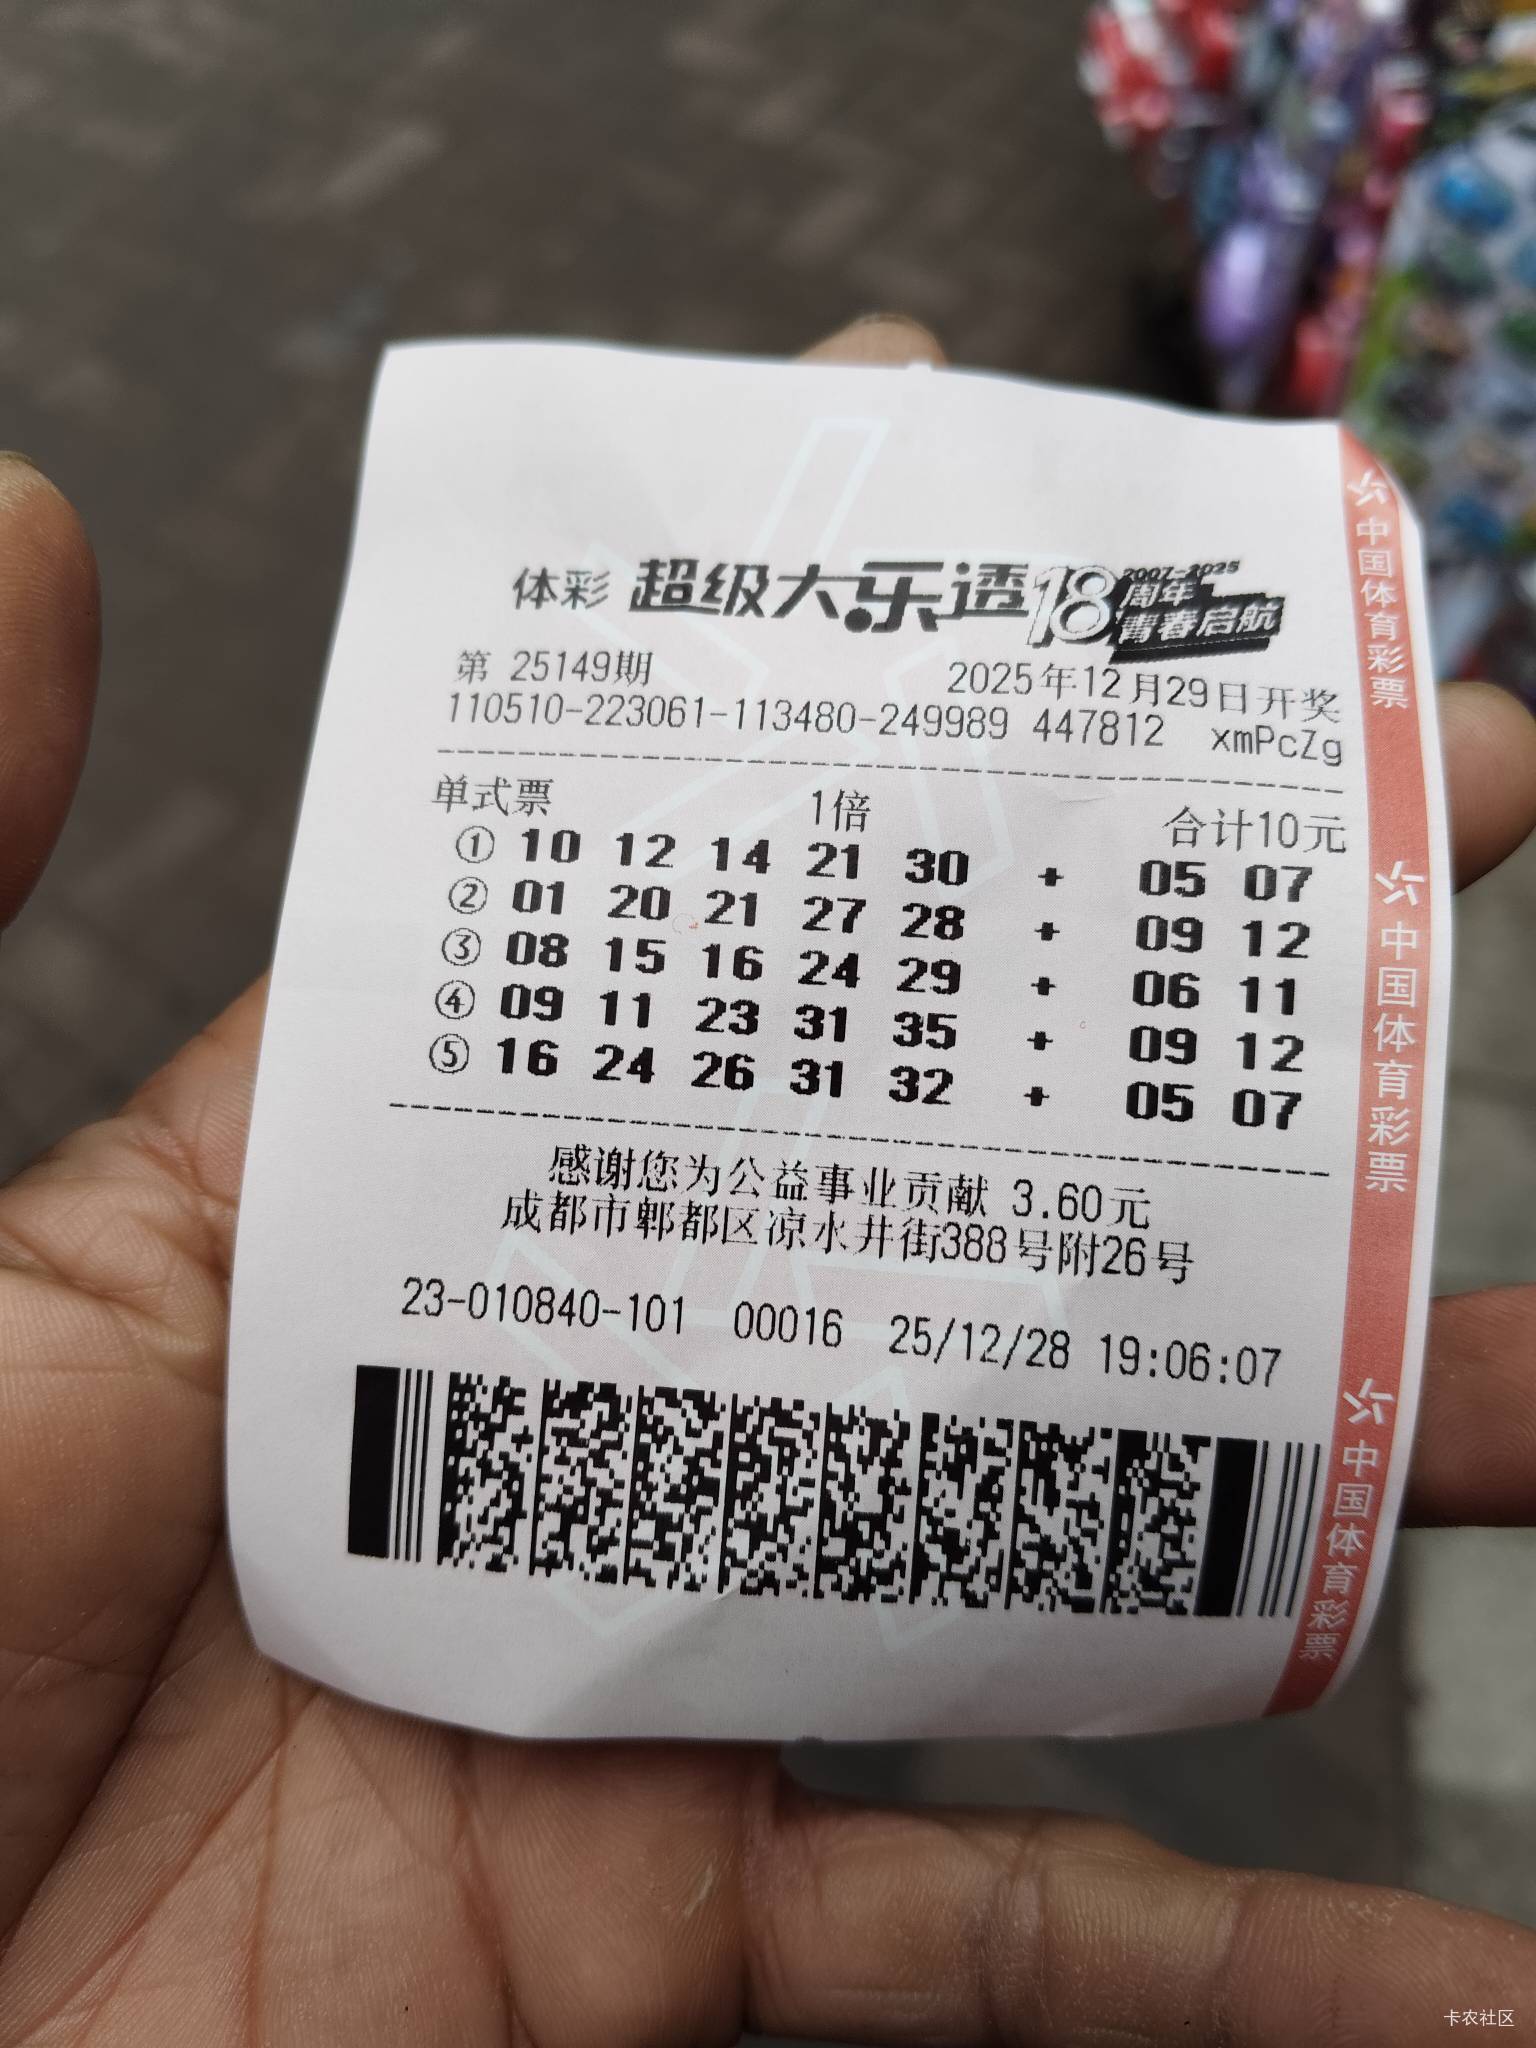 体彩 超级大乐透 18周年 2007-2025 青春启航
第 25149期 2025年12月29日开奖
110510-223061-113480-249989 447812 xmPcZg
单式票 1倍 合计10元
① 10 12 14 21 30 + 05 07
② 01 20 21 27 28 + 09 12
③ 08 15 16 24 29 + 06 11
④ 09 11 23 31 35 + 09 12
⑤ 16 24 26 31 32 + 05 07
感谢您为公益事业贡献 3.60元
成都市郫都区凉水井街388号附26号
23-010840-101 00016 25/12/28 19:06:07
中国体育彩票
中国体育彩票
中国体育彩票
卡农社区